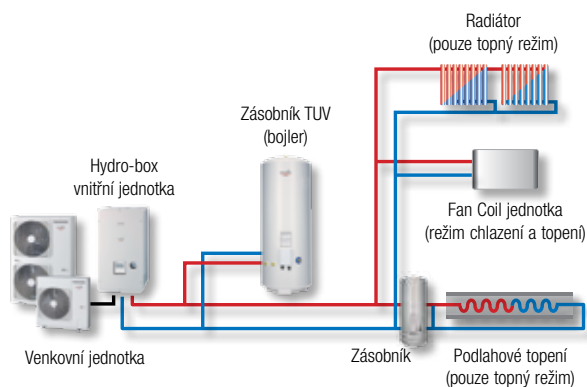 Radiátor
(pouze topný režim)
Zásobník TUV
(bojler)
Hydro-box
vnitřní jednotka
Fan Coil jednotka
(režim chlazení a topení)
Venkovní jednotka
Zásobník
Podlahové topení
(pouze topný režim)